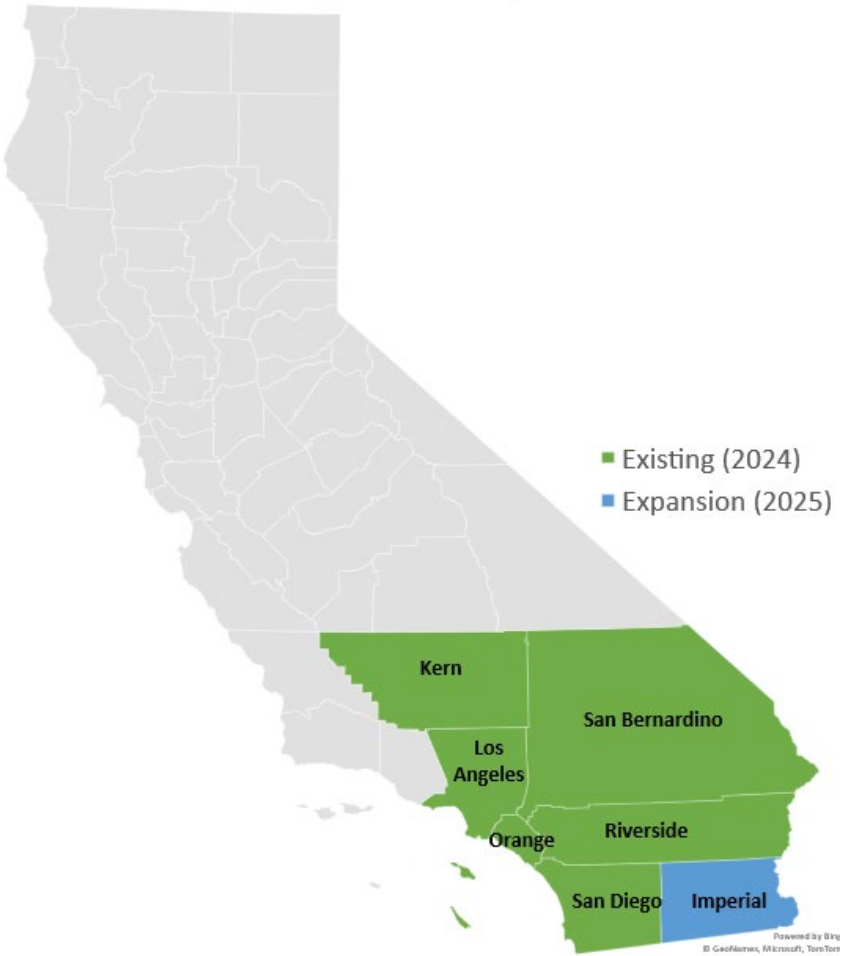 Existing (2024)
Expansion (2025)
Kern
San Bernardino
Los
Angeles
Riverside
Orange
San Diego
Imperial
Powered by Bing
© GeoNames, Microsoft, TomTom